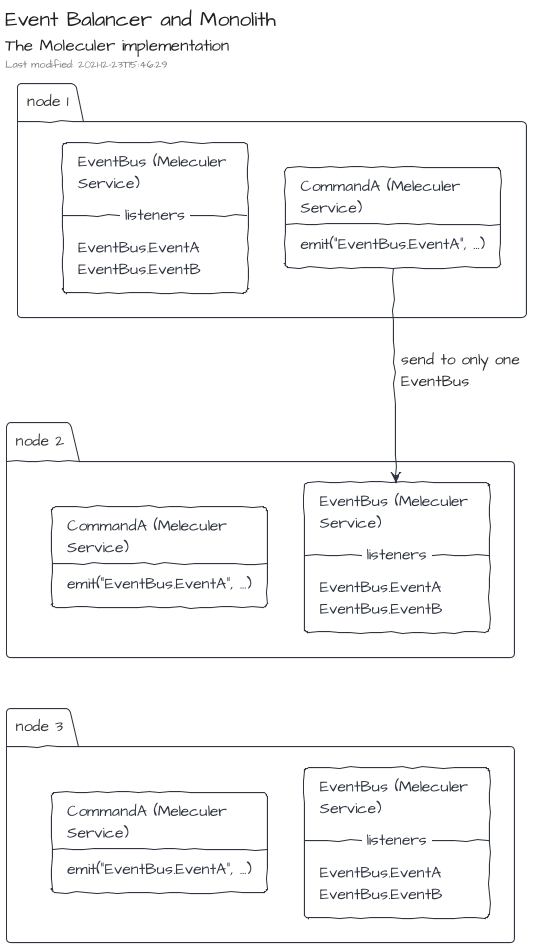 Event Balancer and Monolith
The Moleculer implementation
Last modified: 2021-12-23T15:46:29
node 1
EventBus (Meleculer
Service)
listeners
EventBus.EventA
EventBus.EventB
CommandA (Meleculer
Service)
emit("EventBus.EventA", ...)
send to only one
EventBus
node 2
CommandA (Meleculer
Service)
emit("EventBus.EventA", ...)
EventBus (Meleculer
Service)
listeners
EventBus.EventA
EventBus.EventB
node 3
CommandA (Meleculer
Service)
emit("EventBus.EventA", ...)
EventBus (Meleculer
Service)
listeners
EventBus.EventA
EventBus.EventB